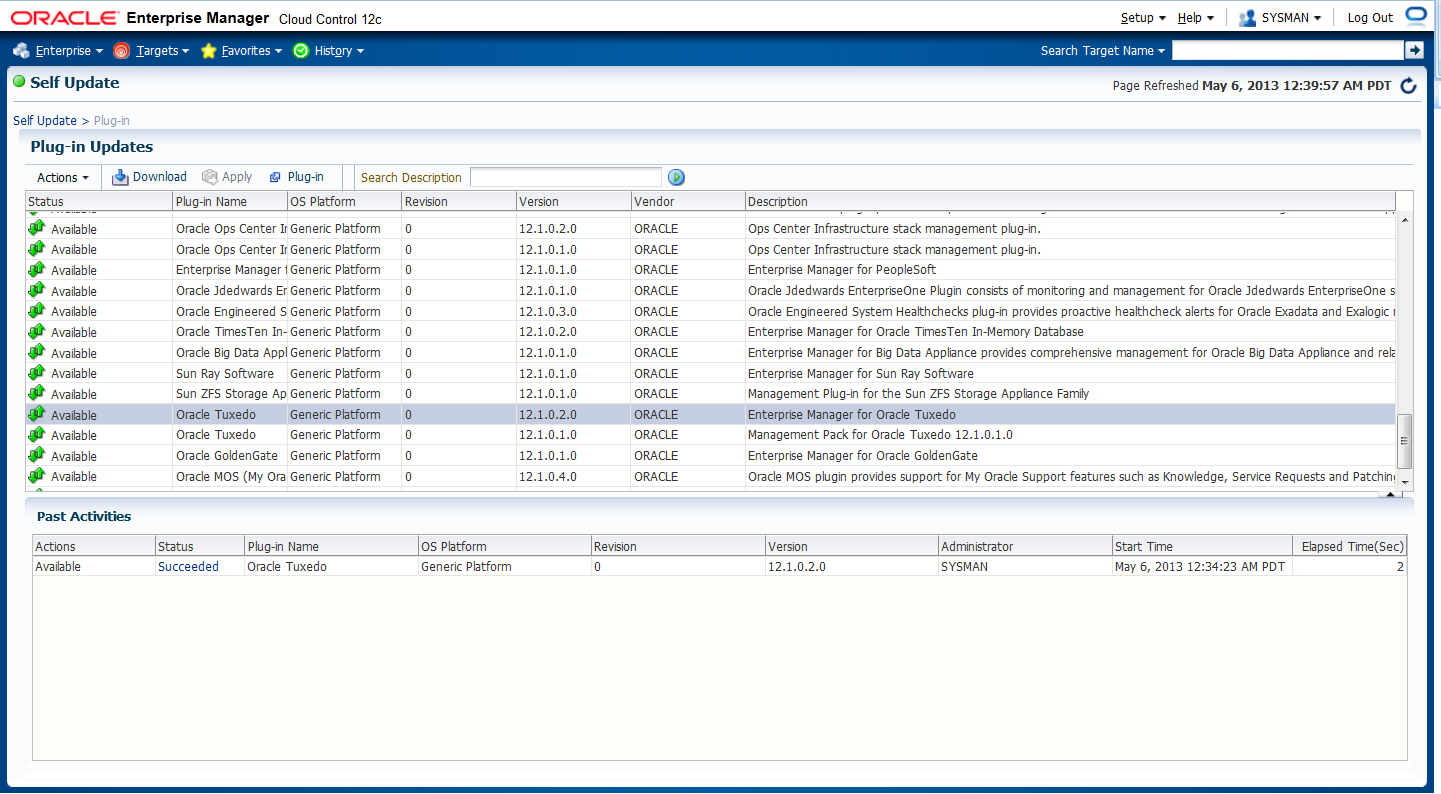 ORACLE Enterprise Manager Cloud Control 12c Setup Help SYSMAN Log Out
Enterprise Targets Favorites History Search Target Name
Self Update Page Refreshed May 6, 2013 12:39:57 AM PDT
Self Update > Plug-in
Plug-in Updates
Actions Download Apply Plug-in Search Description
Status Plug-in Name OS Platform Revision Version Vendor Description
Available Oracle Ops Center I Generic Platform 0 12.1.0.2.0 ORACLE Ops Center Infrastructure stack management plug-in.
Available Oracle Ops Center I Generic Platform 0 12.1.0.1.0 ORACLE Ops Center Infrastructure stack management plug-in.
Available Enterprise Manager Generic Platform 0 12.1.0.1.0 ORACLE Enterprise Manager for PeopleSoft
Available Oracle Jdedwards Er Generic Platform 0 12.1.0.1.0 ORACLE Oracle Jdedwards EnterpriseOne Plugin consists of monitoring and management for Oracle Jdedwards EnterpriseOne s
Available Oracle Engineered S Generic Platform 0 12.1.0.3.0 ORACLE Oracle Engineered System Healthchecks plug-in provides proactive healthcheck alerts for Oracle Exadata and Exalogic
Available Oracle TimesTen In- Generic Platform 0 12.1.0.2.0 ORACLE Enterprise Manager for Oracle TimesTen In-Memory Database
Available Oracle Big Data Appl Generic Platform 0 12.1.0.1.0 ORACLE Enterprise Manager for Big Data Appliance provides comprehensive management for Oracle Big Data Appliance and rela
Available Sun Ray Software Generic Platform 0 12.1.0.1.0 ORACLE Enterprise Manager for Sun Ray Software
Available Sun ZFS Storage Ap Generic Platform 0 12.1.0.1.0 ORACLE Management Plug-in for the Sun ZFS Storage Appliance Family
Available Oracle Tuxedo Generic Platform 0 12.1.0.2.0 ORACLE Enterprise Manager for Oracle Tuxedo
Available Oracle Tuxedo Generic Platform 0 12.1.0.1.0 ORACLE Management Pack for Oracle Tuxedo 12.1.0.1.0
Available Oracle GoldenGate Generic Platform 0 12.1.0.1.0 ORACLE Enterprise Manager for Oracle GoldenGate
Available Oracle MOS (My Ora Generic Platform 0 12.1.0.4.0 ORACLE Oracle MOS plugin provides support for My Oracle Support features such as Knowledge, Service Requests and Patching
Past Activities
Actions Status Plug-in Name OS Platform Revision Version Administrator Start Time Elapsed Time(Sec)
Available Succeeded Oracle Tuxedo Generic Platform 0 12.1.0.2.0 SYSMAN May 6, 2013 12:34:23 AM PDT 2